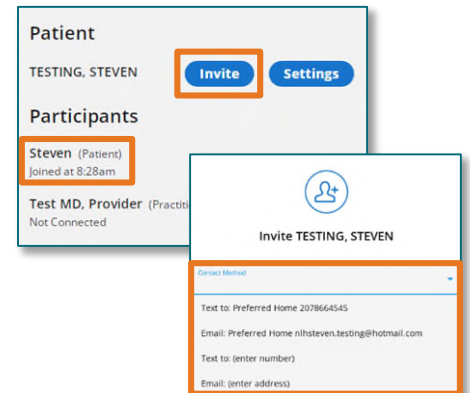 Patient
TESTING, STEVEN Invite Settings
Participants
Steven (Patient)
Joined at 8:28am
Test MD, Provider
Not Connected
Invite TESTING, STEVEN
Contact Method
Text to: Preferred Home 2078664545
Email: Preferred Home nlhsteven.testing@hotmail.com
Text to: (enter number)
Email: (enter address)